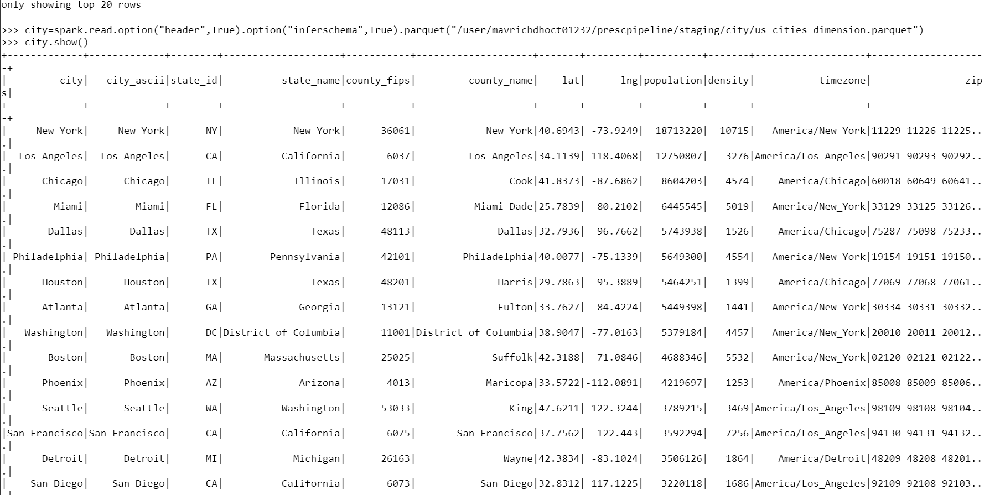 only showing top 20 rows
>>> city=spark.read.option("header",True).option("inferschema",True).parquet("/user/mavricbdhoct01232/prescpipeline/staging/city/us_cities_dimension.parquet")
>>> city.show()
+-------------+-------------+--------+--------------------+-----------+--------------------+-------+---------+----------+-------+-------------------+-------------------
-+
|         city|   city_ascii|state_id|          state_name|county_fips|         county_name|    lat|      lng|population|density|           timezone|                zip
s|
+-------------+-------------+--------+--------------------+-----------+--------------------+-------+---------+----------+-------+-------------------+-------------------
-+
|     New York|     New York|      NY|            New York|      36061|            New York|40.6943| -73.9249|  18713220|  10715|   America/New_York|11229 11226 11225..
.|
|  Los Angeles|  Los Angeles|      CA|          California|       6037|         Los Angeles|34.1139|-118.4068|  12750807|   3276|America/Los_Angeles|90291 90293 90292..
.|
|      Chicago|      Chicago|      IL|            Illinois|      17031|                Cook|41.8373| -87.6862|   8604203|   4574|    America/Chicago|60018 60649 60641..
.|
|        Miami|        Miami|      FL|             Florida|      12086|          Miami-Dade|25.7839| -80.2102|   6445545|   5019|   America/New_York|33129 33125 33126..
.|
|       Dallas|       Dallas|      TX|               Texas|      48113|              Dallas|32.7936| -96.7662|   5743938|   1526|    America/Chicago|75287 75098 75233..
.|
| Philadelphia| Philadelphia|      PA|        Pennsylvania|      42101|        Philadelphia|40.0077| -75.1339|   5649300|   4554|   America/New_York|19154 19151 19150..
.|
|      Houston|      Houston|      TX|               Texas|      48201|              Harris|29.7863| -95.3889|   5464251|   1399|    America/Chicago|77069 77068 77061..
.|
|      Atlanta|      Atlanta|      GA|             Georgia|      13121|              Fulton|33.7627| -84.4224|   5449398|   1441|   America/New_York|30334 30331 30332..
.|
|   Washington|   Washington|      DC|District of Columbia|      11001|District of Columbia|38.9047| -77.0163|   5379184|   4457|   America/New_York|20010 20011 20012..
.|
|       Boston|       Boston|      MA|       Massachusetts|      25025|             Suffolk|42.3188| -71.0846|   4688346|   5532|   America/New_York|02120 02121 02122..
.|
|      Phoenix|      Phoenix|      AZ|             Arizona|       4013|            Maricopa|33.5722|-112.0891|   4219697|   1253|    America/Phoenix|85008 85009 85006..
.|
|      Seattle|      Seattle|      WA|          Washington|      53033|                King|47.6211|-122.3244|   3789215|   3469|America/Los_Angeles|98109 98108 98104..
.|
|San Francisco|San Francisco|      CA|          California|       6075|       San Francisco|37.7562| -122.443|   3592294|   7256|America/Los_Angeles|94130 94131 94132..
.|
|      Detroit|      Detroit|      MI|            Michigan|      26163|               Wayne|42.3834| -83.1024|   3506126|   1864|    America/Detroit|48209 48208 48201..
.|
|    San Diego|    San Diego|      CA|          California|       6073|           San Diego|32.8312|-117.1225|   3220118|   1686|America/Los_Angeles|92109 92108 92103..